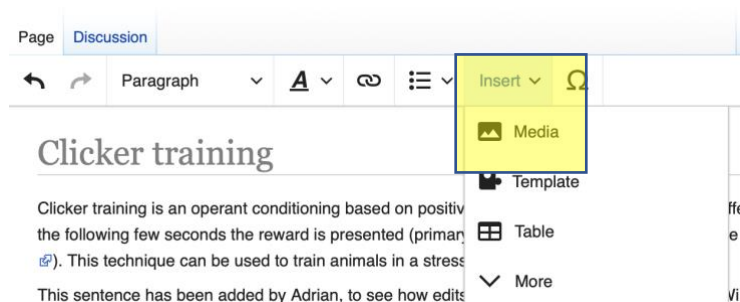 Page Discussion
Paragraph A Insert Ω
Media
Clicker training
Template
Clicker training is an operant conditioning based on positiv
the following few seconds the reward is presented (primar
Table
). This technique can be used to train animals in a stress
More
This sentence has been added by Adrian, to see how edits